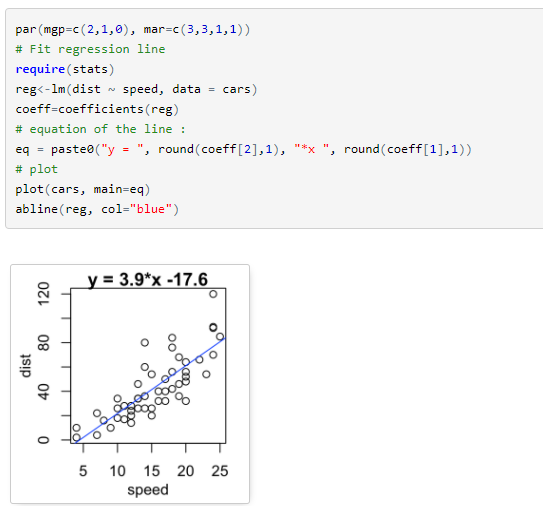 par(mgp=c(2,1,0), mar=c(3,3,1,1))
# Fit regression line
require(stats)
reg<-lm(dist ~ speed, data = cars)
coeff=coefficients(reg)
# equation of the line :
eq = paste0("y = ", round(coeff[2],1), "*x ", round(coeff[1],1))
# plot
plot(cars, main=eq)
abline(reg, col="blue")
y = 3.9*x -17.6
120
80
40
0
dist
5 10 15 20 25
speed